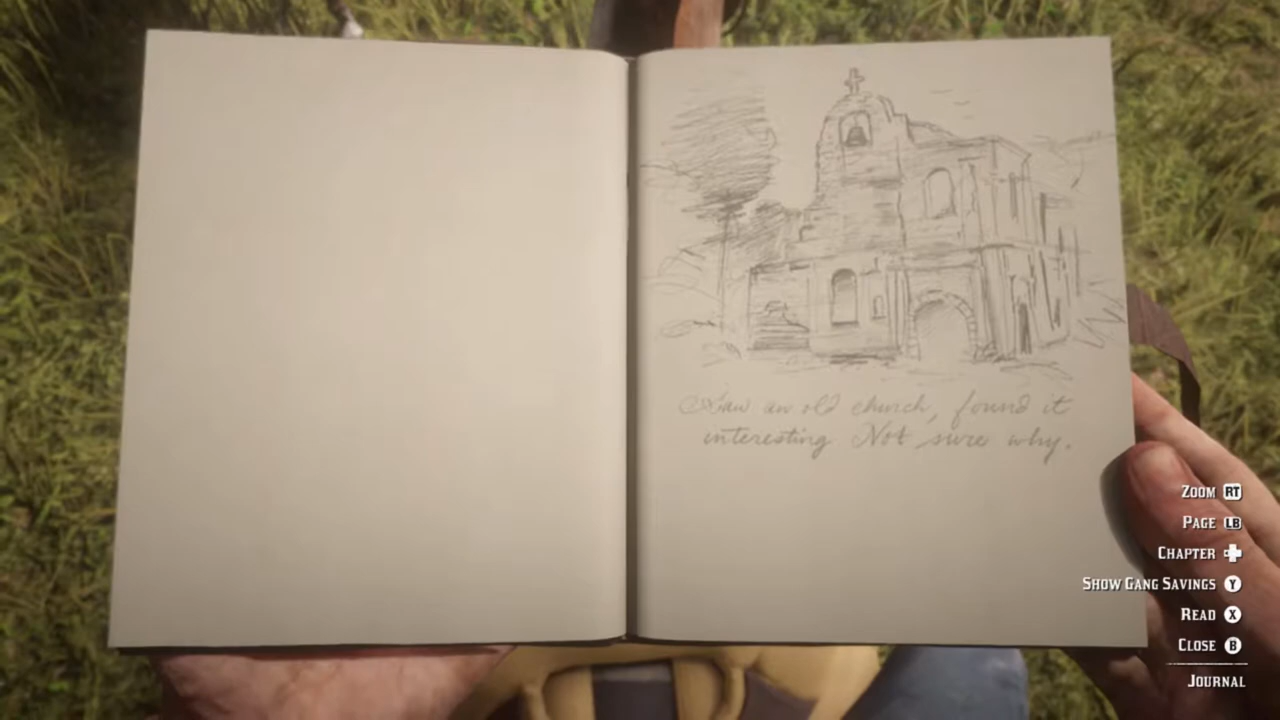 Saw an old church, found it
interesting Not sure why.
ZOOM RT
PAGE LB
CHAPTER
SHOW GANG SAVINGS Y
READ X
CLOSE B
JOURNAL